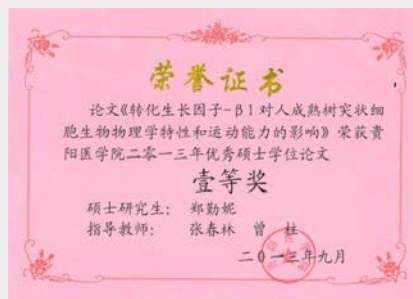 荣誉证书
论文《转化生长因子-β1对人成熟树突状细
胞生物物理学特性和运动能力的影响》荣获贵
阳医学院二零一三年优秀硕士学位论文
壹等奖
硕士研究生： 郑勤妮
指导教师： 张春林 曾 柱
二〇一三年九月